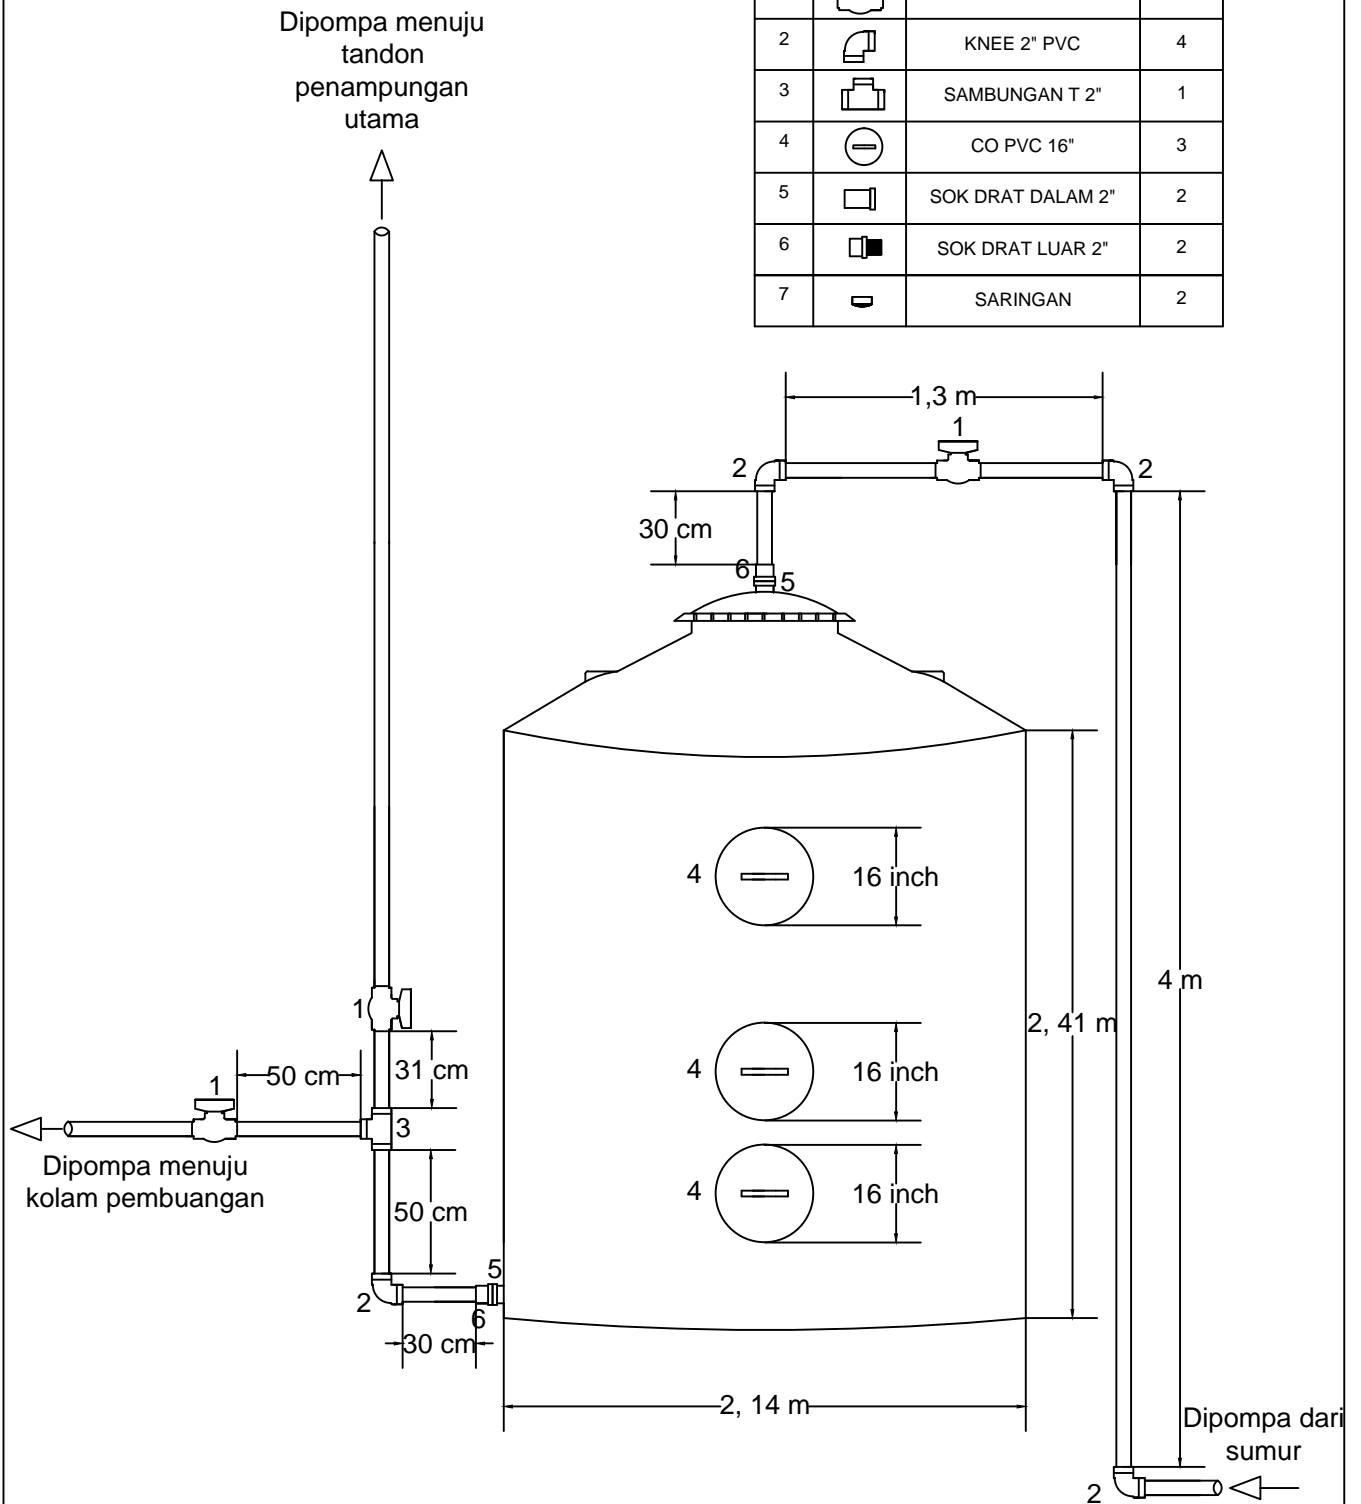 Dipompa menuju
tandon
penampungan
utama
2 KNEE 2" PVC 4
3 SAMBUNGAN T 2" 1
4 CO PVC 16" 3
5 SOK DRAT DALAM 2" 2
6 SOK DRAT LUAR 2" 2
7 SARINGAN 2
1,3 m
1
2
2
30 cm
6
5
4
16 inch
4 m
1
2, 41 m
31 cm
50 cm
1
4
16 inch
3
Dipompa menuju
kolam pembuangan
4
16 inch
50 cm
5
2
6
30 cm
2, 14 m
Dipompa dari
sumur
2